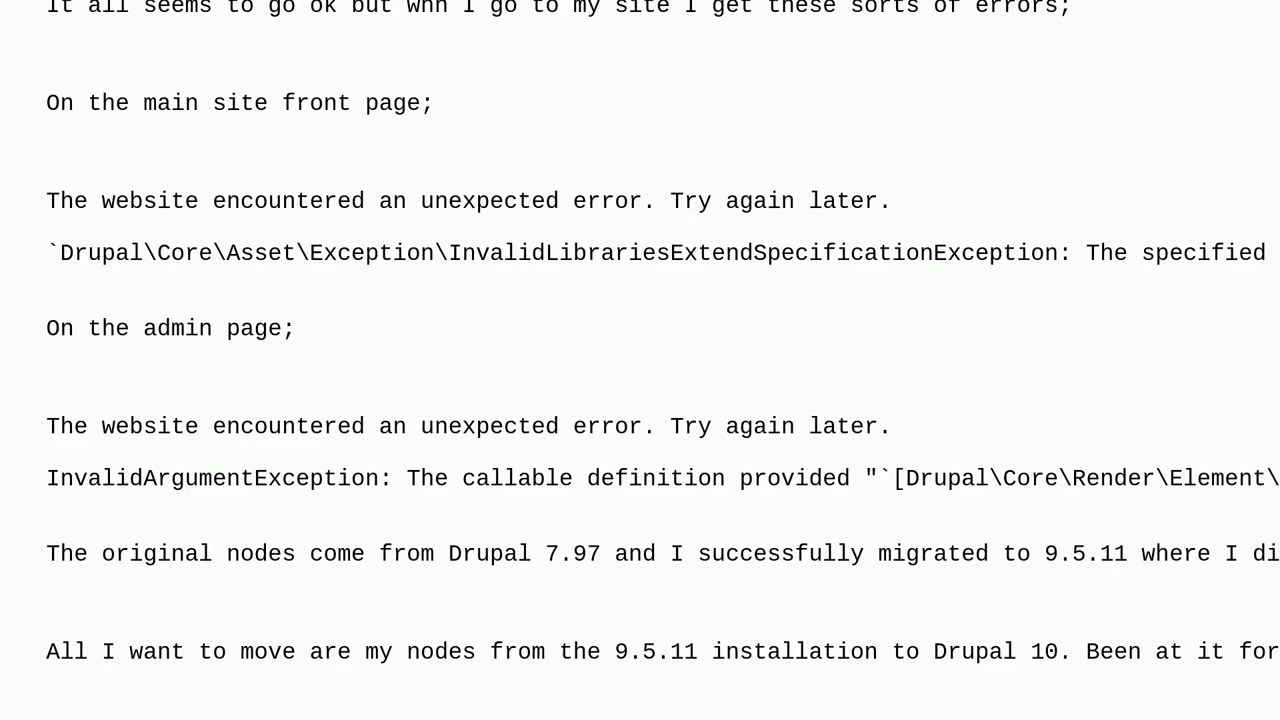 It all seems to go ok but whn I go to my site I get these sorts of errors;
On the main site front page;
The website encountered an unexpected error. Try again later.
`Drupal\Core\Asset\Exception\InvalidLibrariesExtendSpecificationException: The specified
On the admin page;
The website encountered an unexpected error. Try again later.
InvalidArgumentException: The callable definition provided "`[Drupal\Core\Render\Element\
The original nodes come from Drupal 7.97 and I successfully migrated to 9.5.11 where I di
All I want to move are my nodes from the 9.5.11 installation to Drupal 10. Been at it for